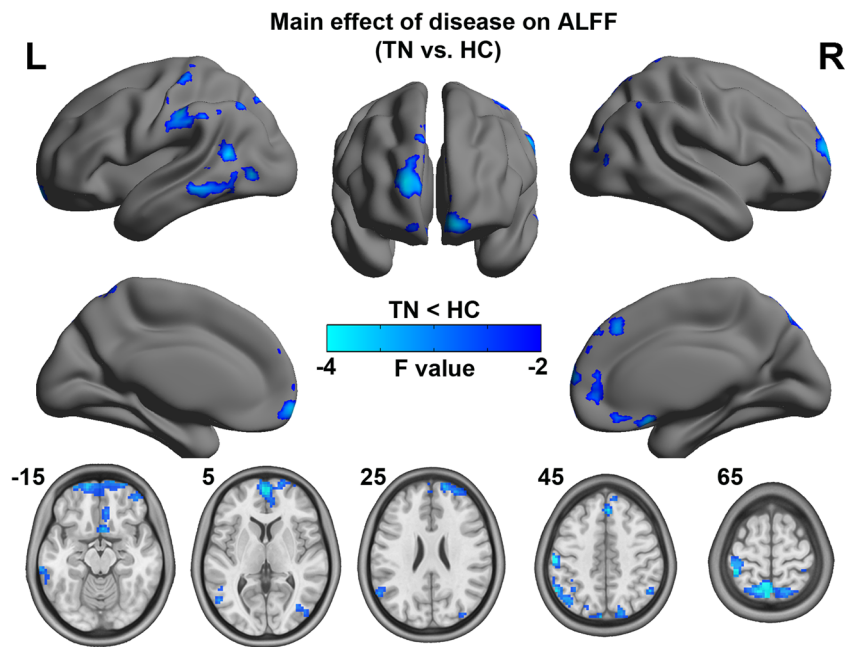 Main effect of disease on ALFF
(TN vs. HC)
L
R
TN < HC
-4
-2
F value
-15
5
25
45
65